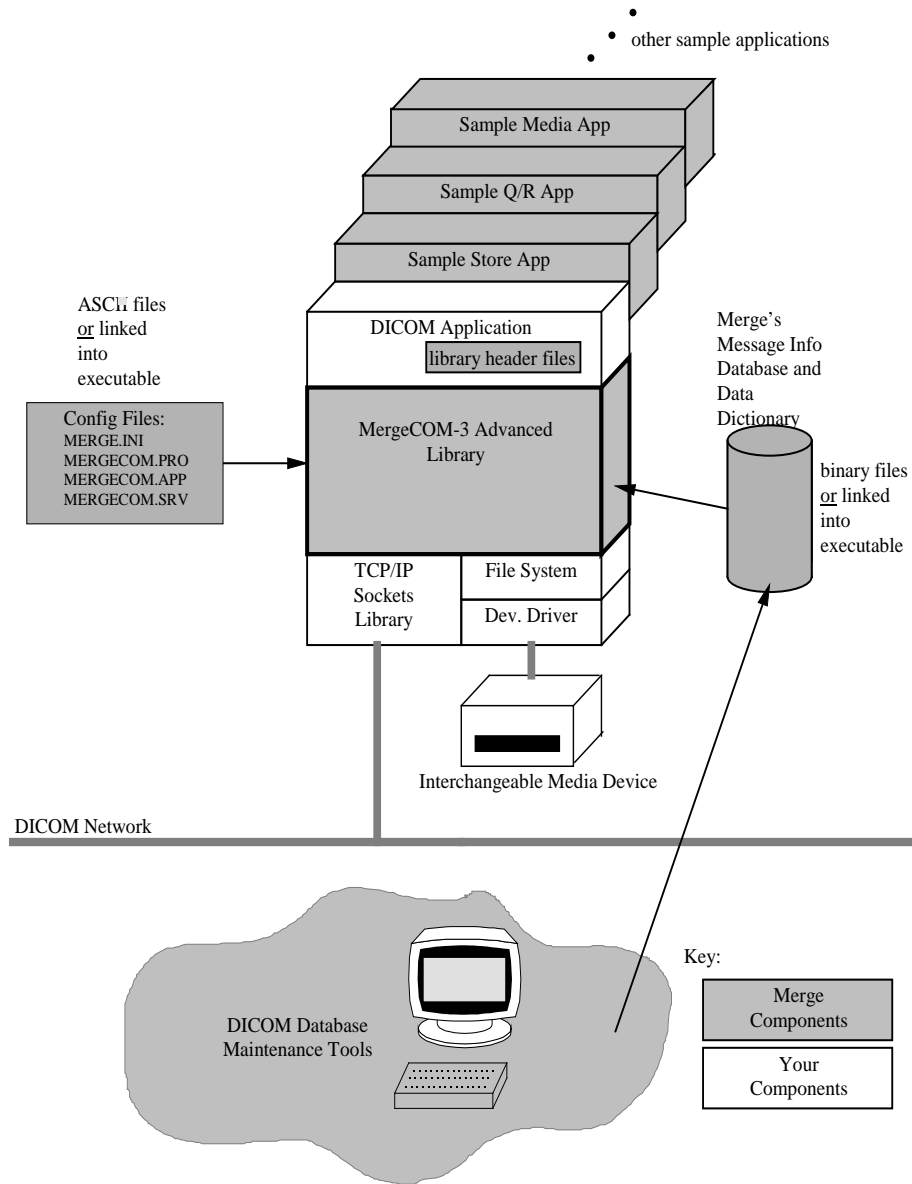 other sample applications
Sample Media App
Sample Q/R App
Sample Store App
ASCII files
or linked
into
executable
DICOM Application
library header files
Merge's
Message Info
Database and
Data
Dictionary
Config Files:
MERGE.INI
MERGECOM.PRO
MERGECOM.APP
MERGECOM.SRV
MergeCOM-3 Advanced
Library
binary files
or linked
into
executable
TCP/IP
Sockets
Library
File System
Dev. Driver
Interchangeable Media Device
DICOM Network
DICOM Database
Maintenance Tools
Key:
Merge
Components
Your
Components